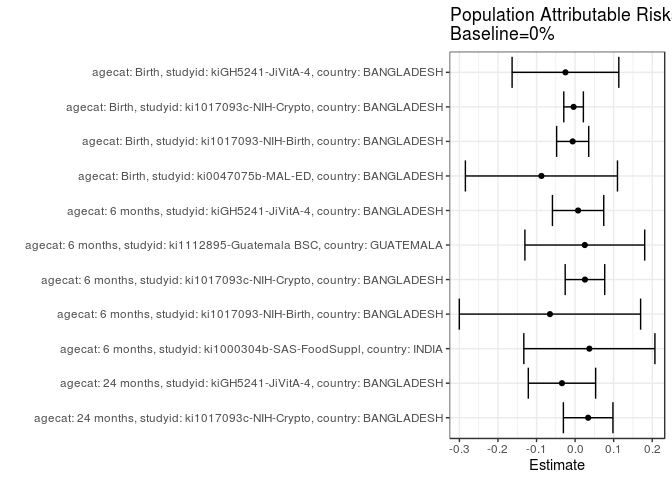 Population Attributable Risk
Baseline=0%
agecat: Birth, studyid: kiGH5241-JiVitA-4, country: BANGLADESH
agecat: Birth, studyid: ki1017093c-NIH-Crypto, country: BANGLADESH
agecat: Birth, studyid: ki1017093-NIH-Birth, country: BANGLADESH
agecat: Birth, studyid: ki0047075b-MAL-ED, country: BANGLADESH
agecat: 6 months, studyid: kiGH5241-JiVitA-4, country: BANGLADESH
agecat: 6 months, studyid: ki1112895-Guatemala BSC, country: GUATEMALA
agecat: 6 months, studyid: ki1017093c-NIH-Crypto, country: BANGLADESH
agecat: 6 months, studyid: ki1017093-NIH-Birth, country: BANGLADESH
agecat: 6 months, studyid: ki1000304b-SAS-FoodSuppl, country: INDIA
agecat: 24 months, studyid: kiGH5241-JiVitA-4, country: BANGLADESH
agecat: 24 months, studyid: ki1017093c-NIH-Crypto, country: BANGLADESH
-0.3 -0.2 -0.1 0.0 0.1 0.2
Estimate